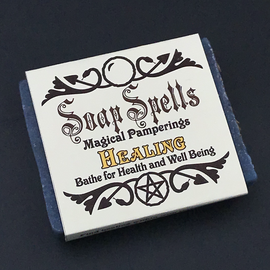 Soap Spells
Magical Pamperings
HEALING
Bathe for Health and Well Being